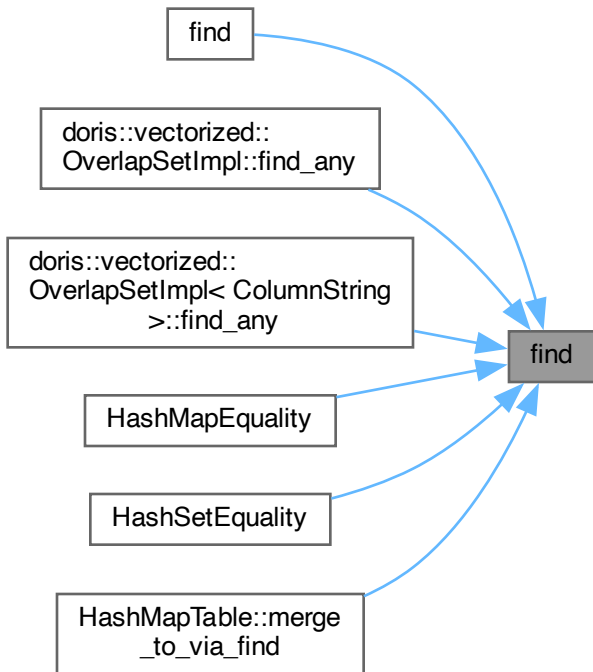 find
doris::vectorized::
OverlapSetImpl::find_any
doris::vectorized::
OverlapSetImpl< ColumnString
>::find_any
find
HashMapEquality
HashSetEquality
HashMapTable::merge
_to_via_find